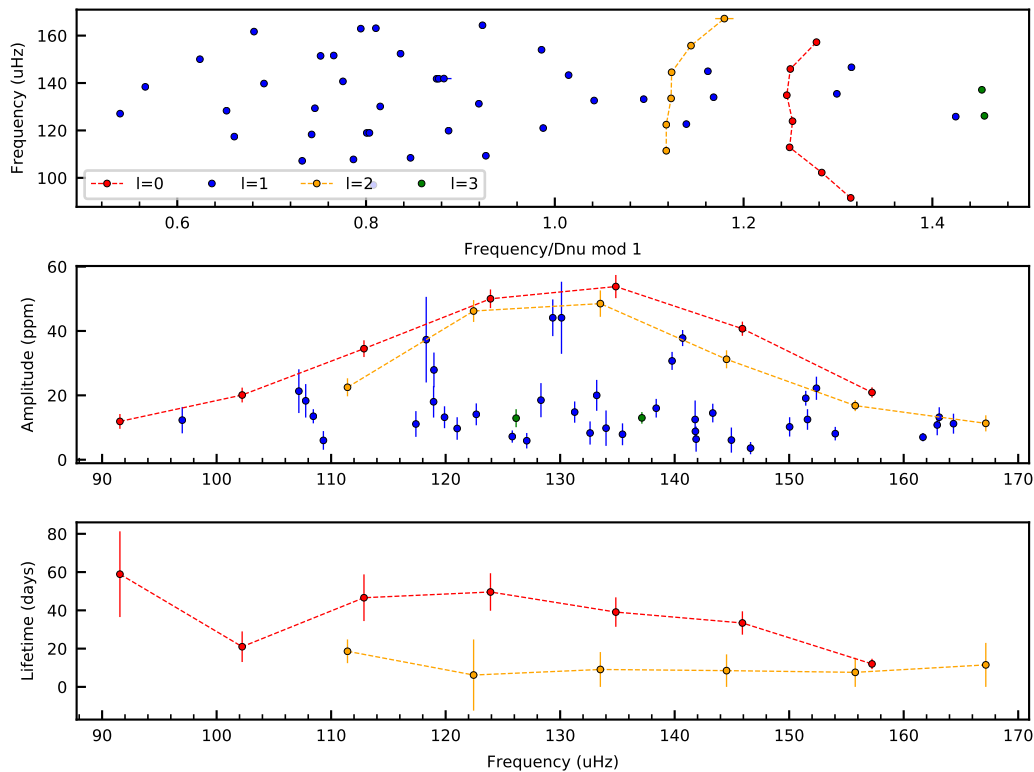 Frequency (uHz)
160
140
120
100
l=0 l=1 l=2 l=3
0.6 0.8 1.0 1.2 1.4
Frequency/Dnu mod 1
Amplitude (ppm)
60
40
20
0
90 100 110 120 130 140 150 160 170
Lifetime (days)
80
60
40
20
0
90 100 110 120 130 140 150 160 170
Frequency (uHz)